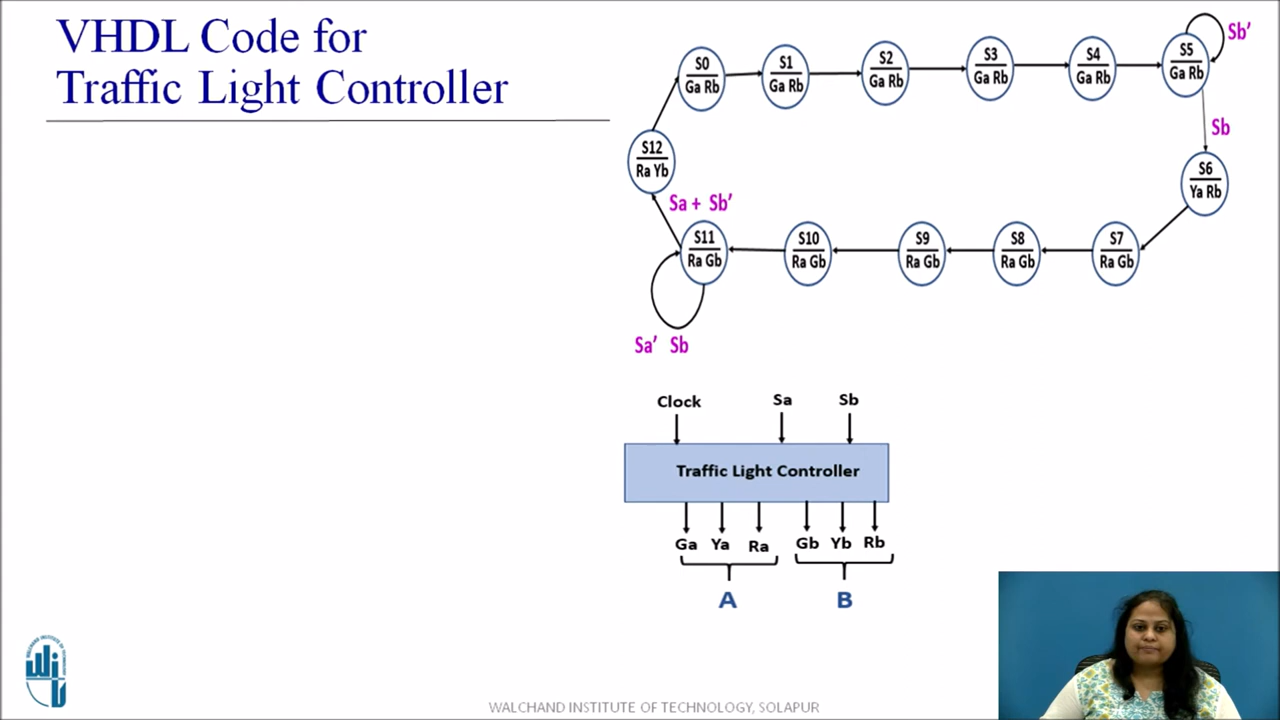 VHDL Code for
Traffic Light Controller
Sb′
S0
Ga Rb
S1
Ga Rb
S2
Ga Rb
S3
Ga Rb
S4
Ga Rb
S5
Ga Rb
Sb
S12
Ra Yb
S6
Ya Rb
Sa + Sb′
S11
Ra Gb
S10
Ra Gb
S9
Ra Gb
S8
Ra Gb
S7
Ra Gb
Sa′ Sb
Clock Sa Sb
Traffic Light Controller
Ga Ya Ra Gb Yb Rb
A B
WALCHAND INSTITUTE OF TECHNOLOGY, SOLAPUR